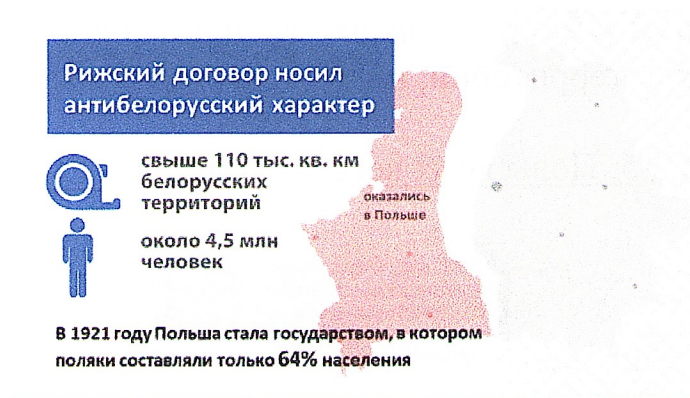 Рижский договор носил
антибелорусский характер
свыше 110 тыс. кв. км
белорусских
территорий
оказались
в Польше
около 4,5 млн
человек
В 1921 году Польша стала государством, в котором
поляки составляли только 64% населения